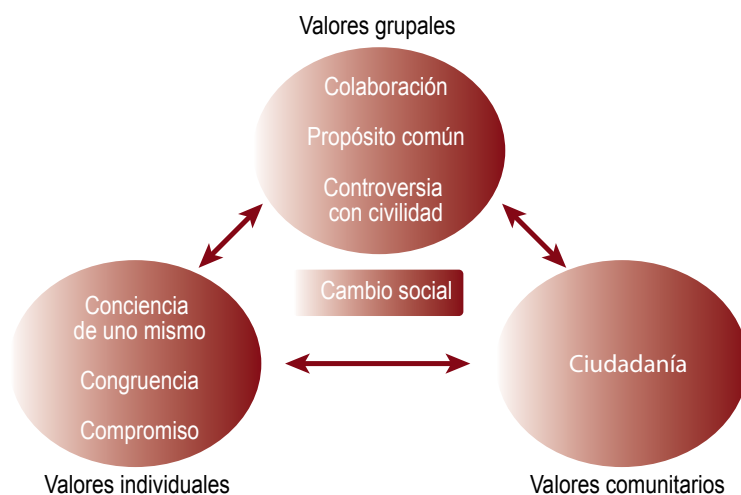 Valores grupales
Colaboración
Propósito común
Controversia
con civilidad
Cambio social
Conciencia
de uno mismo
Congruencia
Compromiso
Ciudadanía
Valores individuales
Valores comunitarios